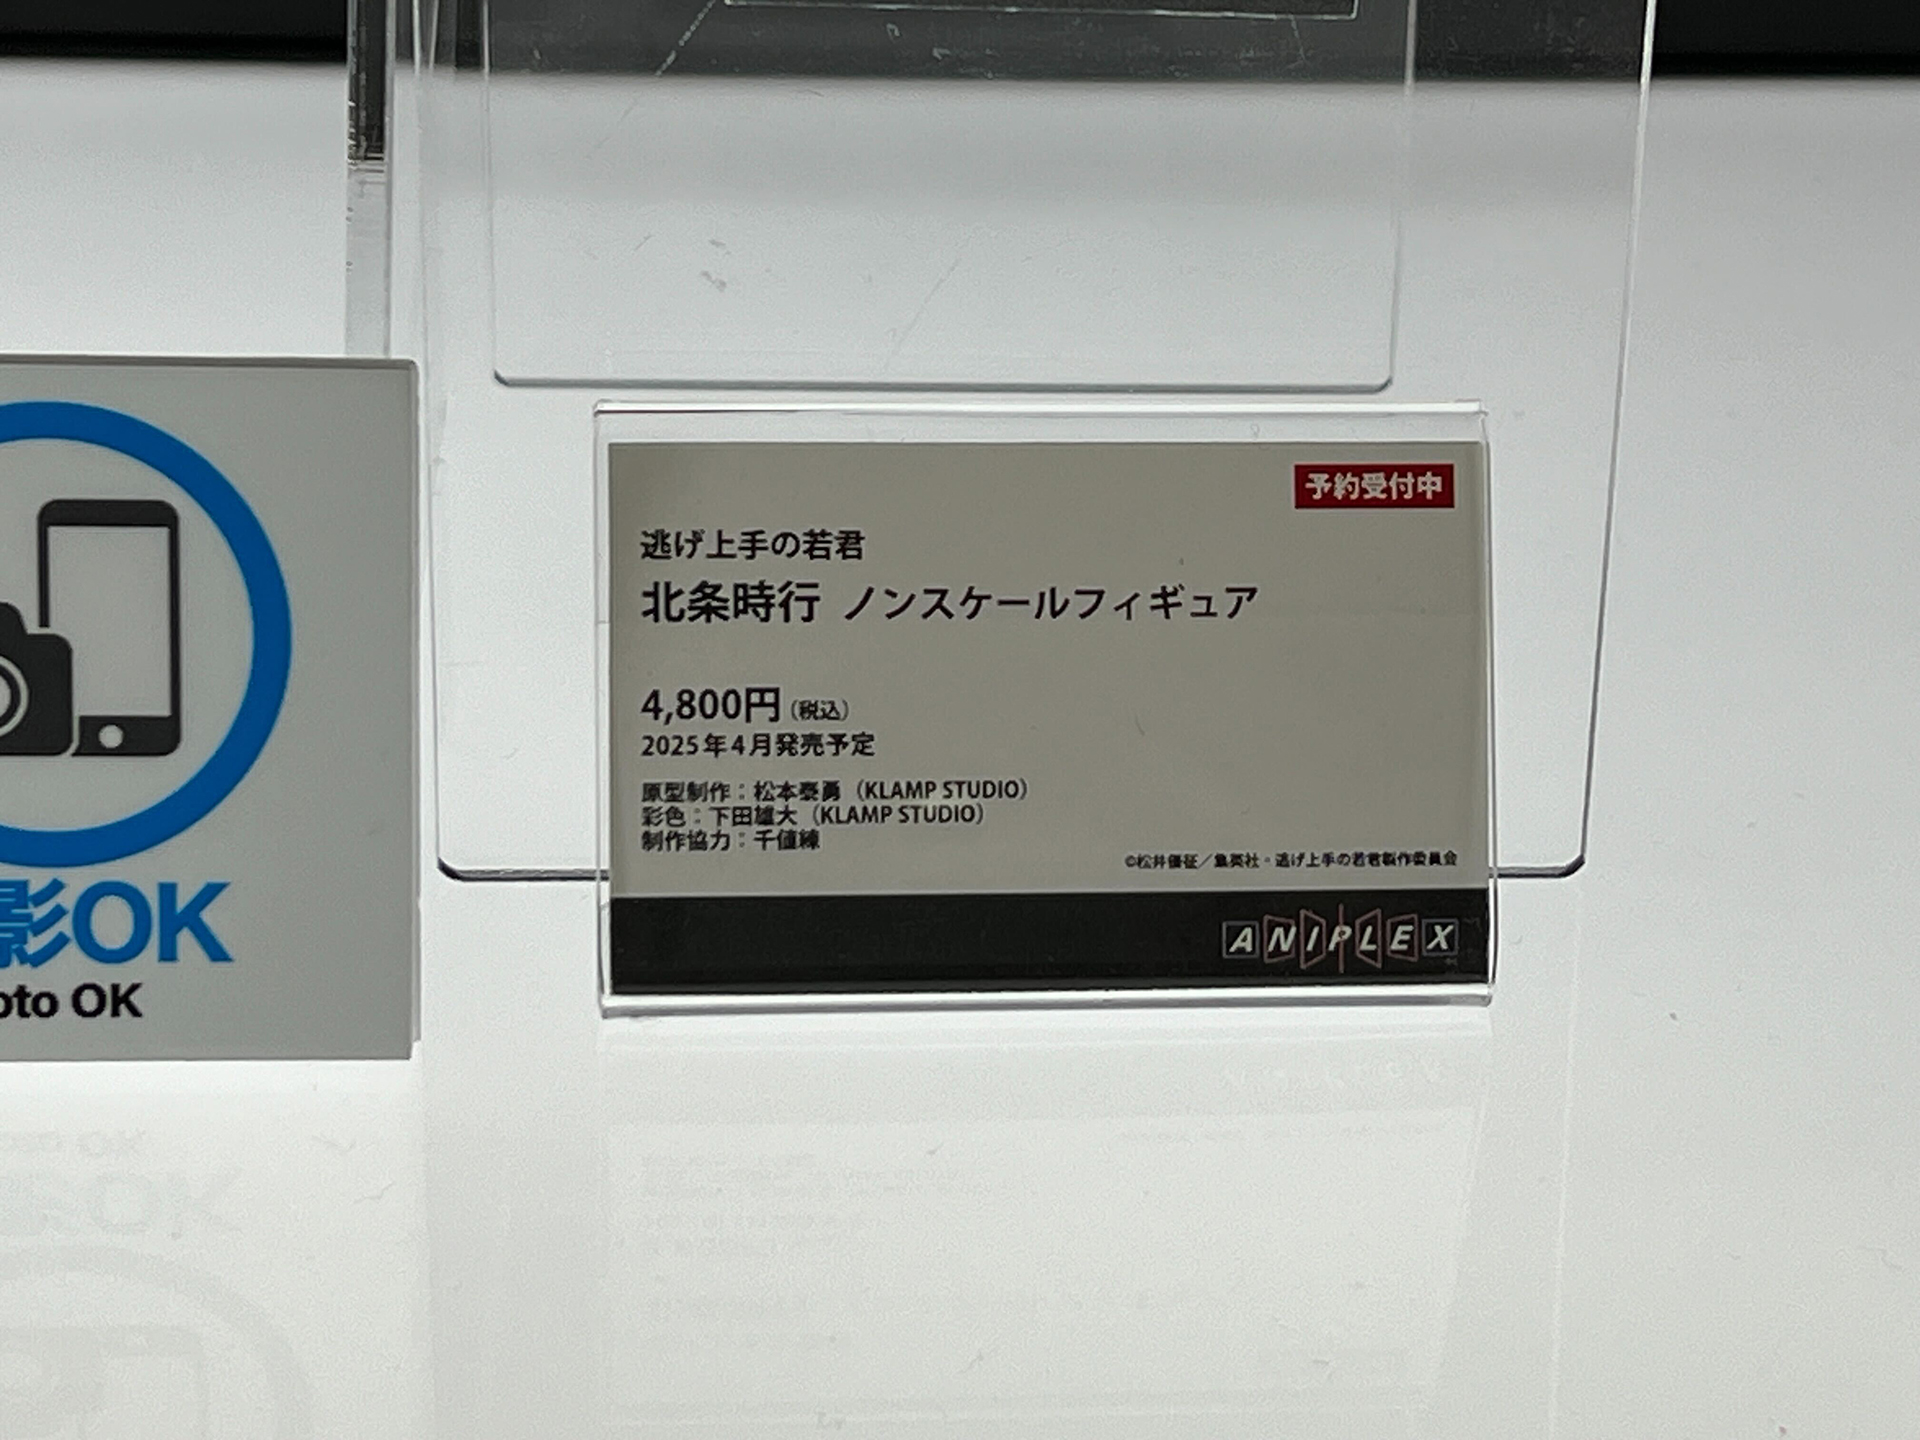 予約受付中
逃げ上手の若君
北条時行 ノンスケールフィギュア
4,800円(税込)
2025年4月発売予定
原型制作：松本泰勇（KLAMP STUDIO）
彩色：下田雄大（KLAMP STUDIO）
制作協力：千値練
©松井優征／集英社・逃げ上手の若君製作委員会
ANIPLEX
影OK
oto OK